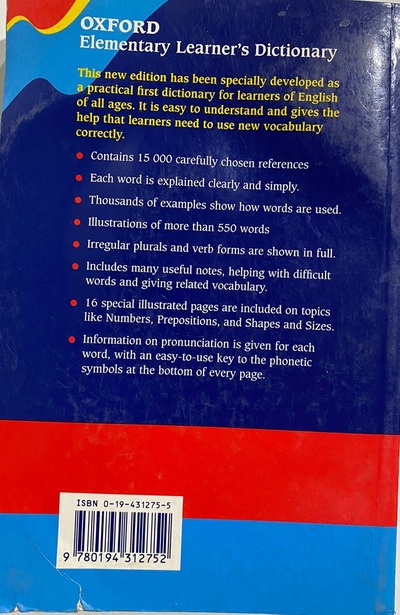 OXFORD
Elementary Learner's Dictionary
This new edition has been specially developed as
a practical first dictionary for learners of English
of all ages. It is easy to understand and gives the
help that learners need to use new vocabulary
correctly.
• Contains 15 000 carefully chosen references
• Each word is explained clearly and simply.
• Thousands of examples show how words are used.
• Illustrations of more than 550 words
• Irregular plurals and verb forms are shown in full.
• Includes many useful notes, helping with difficult
words and giving related vocabulary.
• 16 special illustrated pages are included on topics
like Numbers, Prepositions, and Shapes and Sizes.
• Information on pronunciation is given for each
word, with an easy-to-use key to the phonetic
symbols at the bottom of every page.
ISBN 0-19-431275-5
9 780194 312752